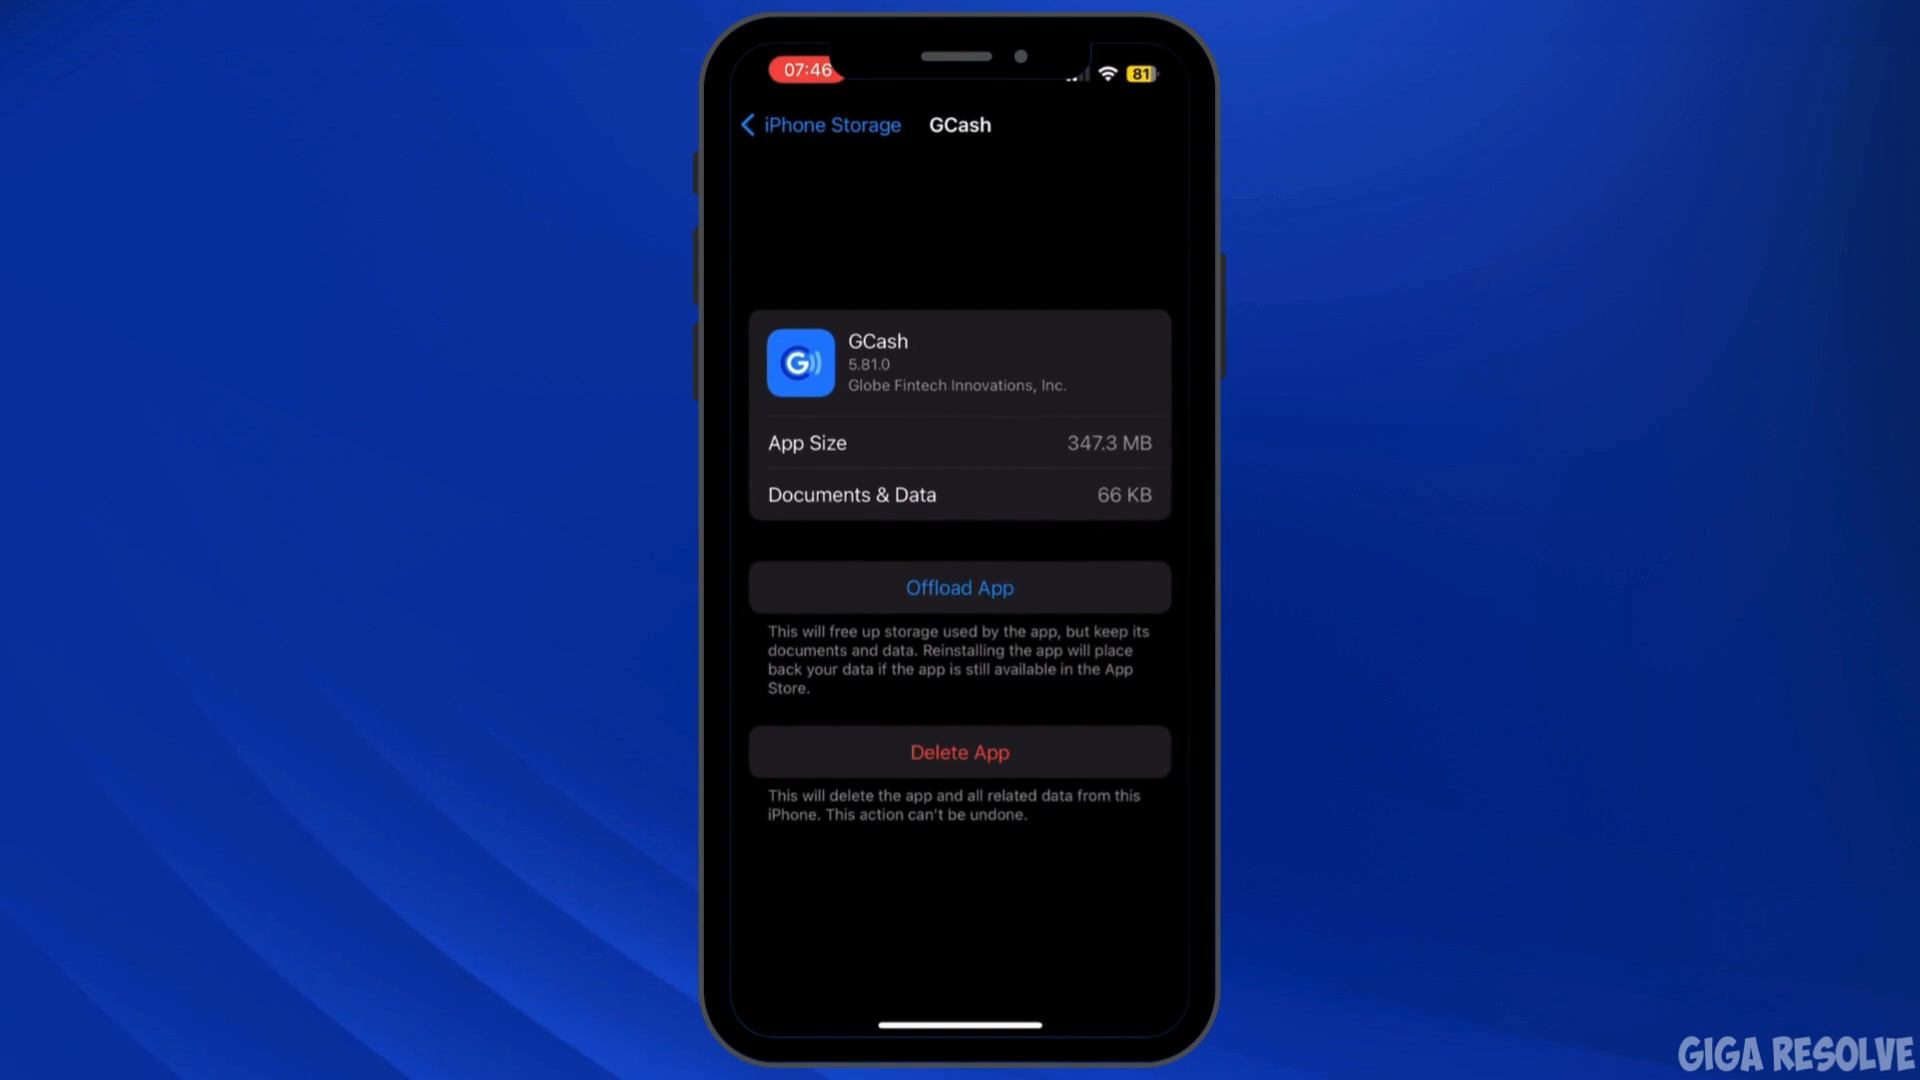 07:46
81
iPhone Storage
GCash
G
GCash
5.81.0
Globe Fintech Innovations, Inc.
App Size
347.3 MB
Documents & Data
66 KB
Offload App
This will free up storage used by the app, but keep its
documents and data. Reinstalling the app will place
back your data if the app is still available in the App
Store.
Delete App
This will delete the app and all related data from this
iPhone. This action can't be undone.
GIGA RESOLVE